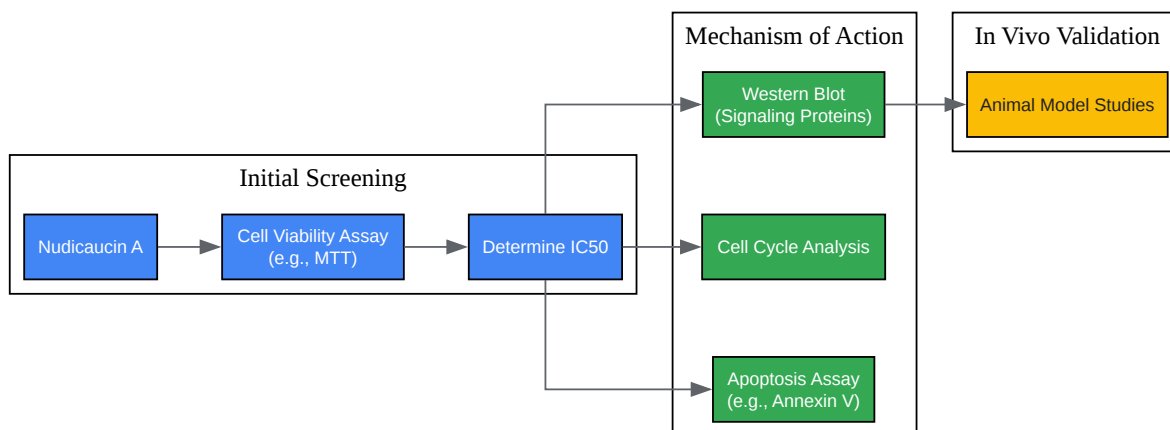 Mechanism of Action
In Vivo Validation
Western Blot
(Signaling Proteins)
Animal Model Studies
Initial Screening
Nudicaucin A
Cell Viability Assay
(e.g., MTT)
Determine IC50
Cell Cycle Analysis
Apoptosis Assay
(e.g., Annexin V)